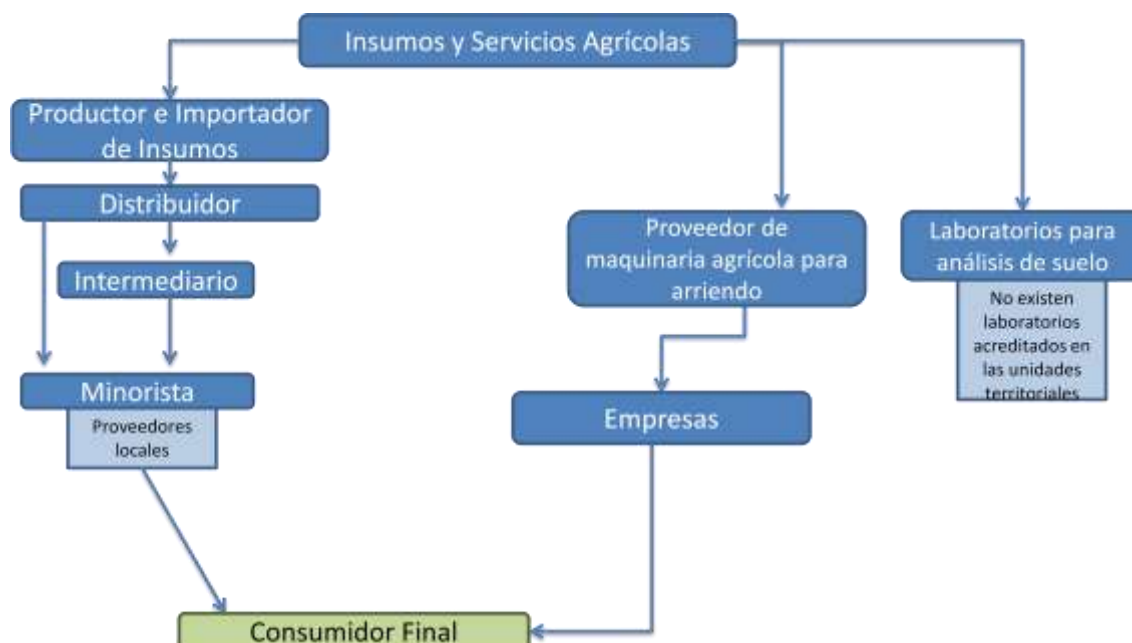 Insumos y Servicios Agrícolas
Productor e Importador
de Insumos
Distribuidor
Intermediario
Minorista
Proveedores
locales
Proveedor de
maquinaria agrícola para
arriendo
Empresas
Laboratorios para
análisis de suelo
No existen
laboratorios
acreditados en
las unidades
territoriales
Consumidor Final